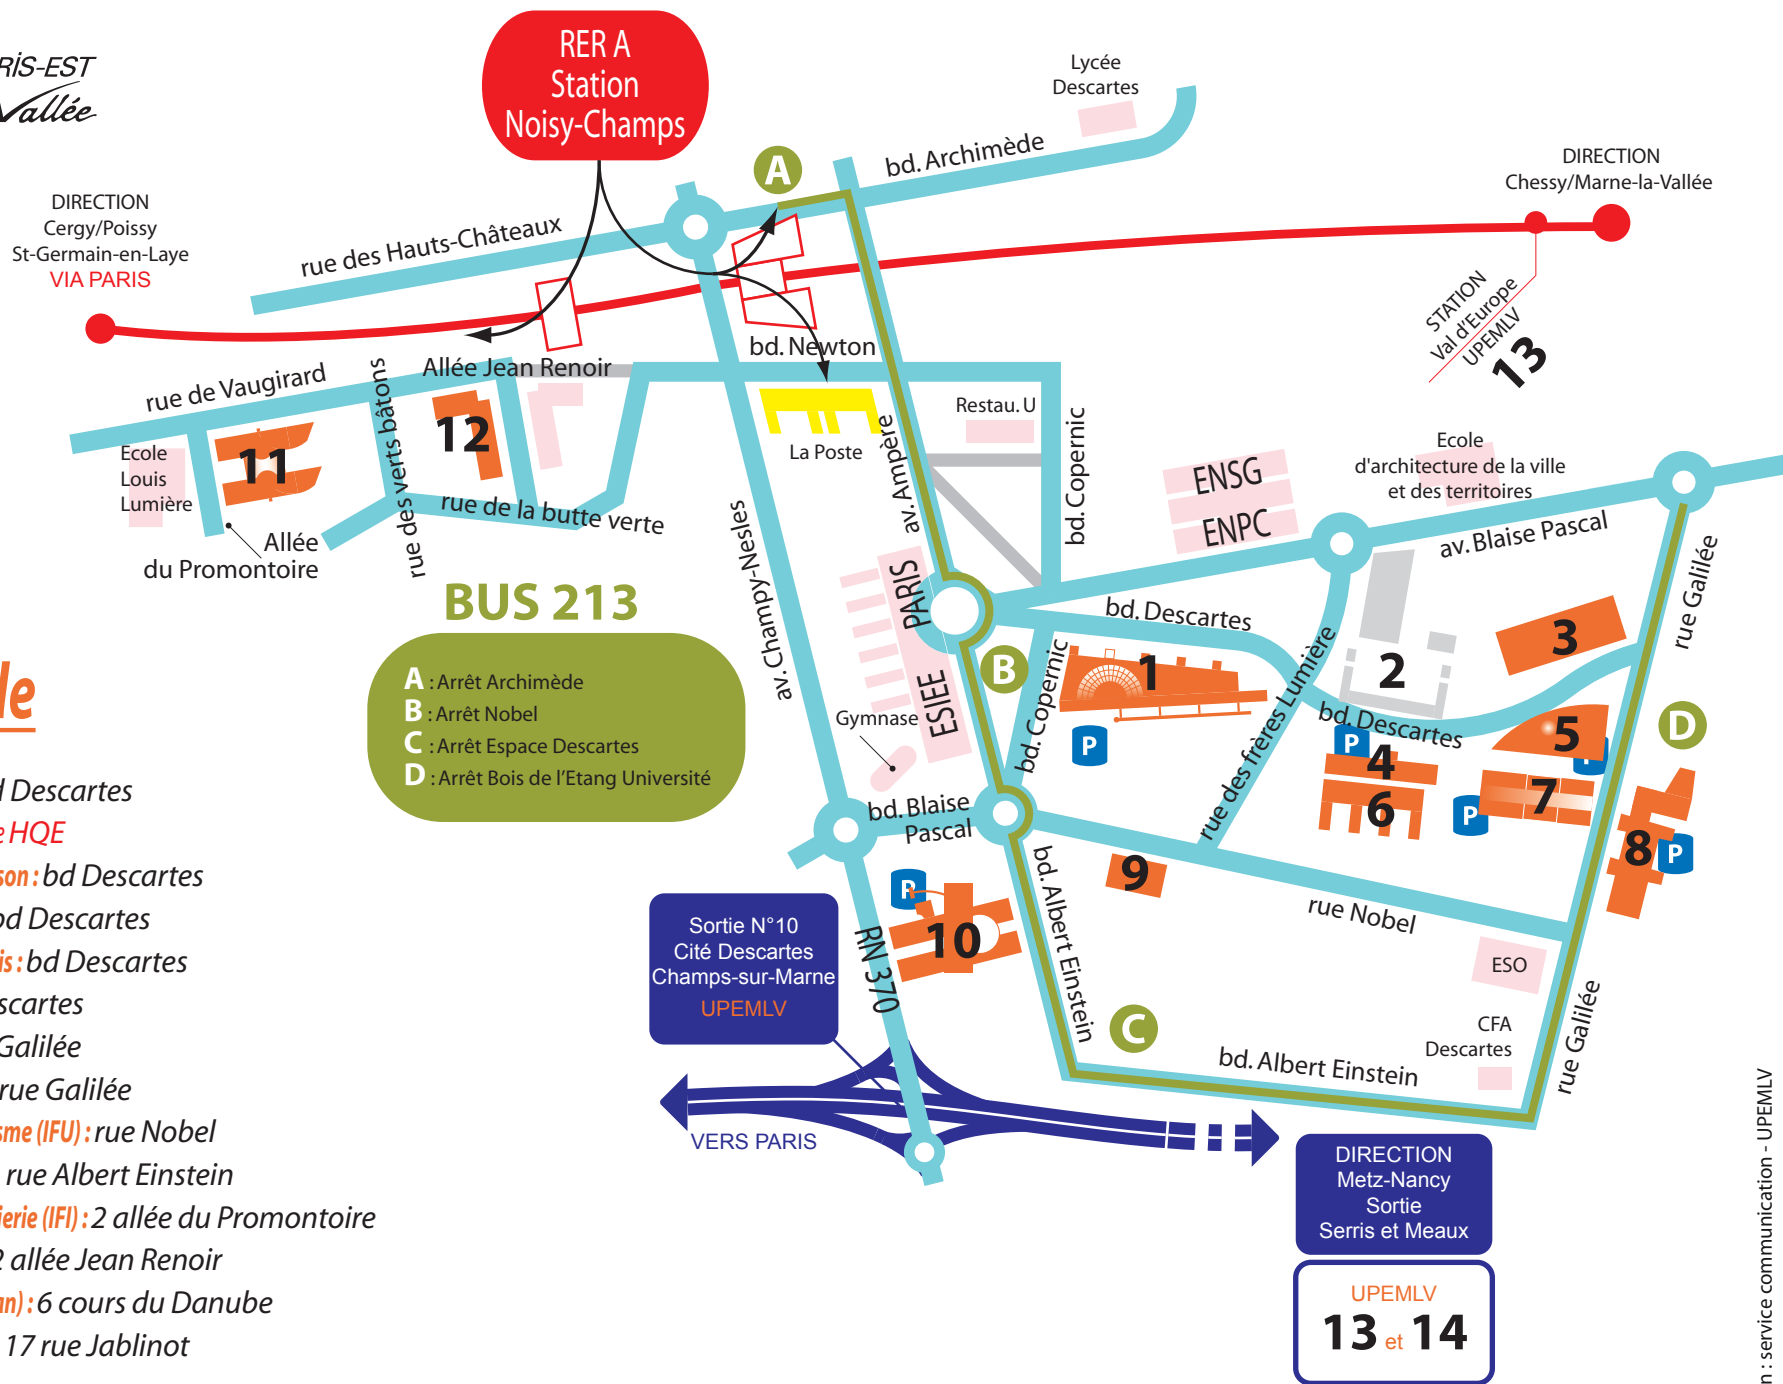 RIS-EST
Vallée
RER A
Station
Noisy-Champs
Lycée
Descartes
A
bd. Archimède
DIRECTION
Chessy/Marne-la-Vallée
DIRECTION
Cergy/Poissy
St-Germain-en-Laye
VIA PARIS
rue des Hauts-Châteaux
STATION
Val d'Europe
UPEMLV
13
bd. Newton
Allée Jean Renoir
rue de Vaugirard
rue des verts bâtons
12
11
Ecole
Louis
Lumière
La Poste
av. Ampère
Restau. U
bd. Copernic
ENSG
ENPC
Ecole
d'architecture de la ville
et des territoires
av. Blaise Pascal
rue Galilée
rue de la butte verte
Allée
du Promontoire
av. Champy-Nesles
BUS 213
A : Arrêt Archimède
B : Arrêt Nobel
C : Arrêt Espace Descartes
D : Arrêt Bois de l'Etang Université
ESIEE PARIS
Gymnase
B
bd. Descartes
bd. Copernic
1
P
rue des frères Lumière
2
3
bd. Descartes
P
4
5
P
D
6
P
7
8
P
bd. Blaise
Pascal
9
P
10
RN 370
bd. Albert Einstein
rue Nobel
ESO
CFA
Descartes
C
bd. Albert Einstein
rue Galilée
Sortie N°10
Cité Descartes
Champs-sur-Marne
UPEMLV
VERS PARIS
DIRECTION
Metz-Nancy
Sortie
Serris et Meaux
UPEMLV
13 et 14
le
d Descartes
e HQE
son : bd Descartes
bd Descartes
is : bd Descartes
scartes
Galilée
rue Galilée
sme (IFU) : rue Nobel
rue Albert Einstein
ierie (IFI) : 2 allée du Promontoire
2 allée Jean Renoir
an) : 6 cours du Danube
17 rue Jablinot
n : service communication - UPEMLV